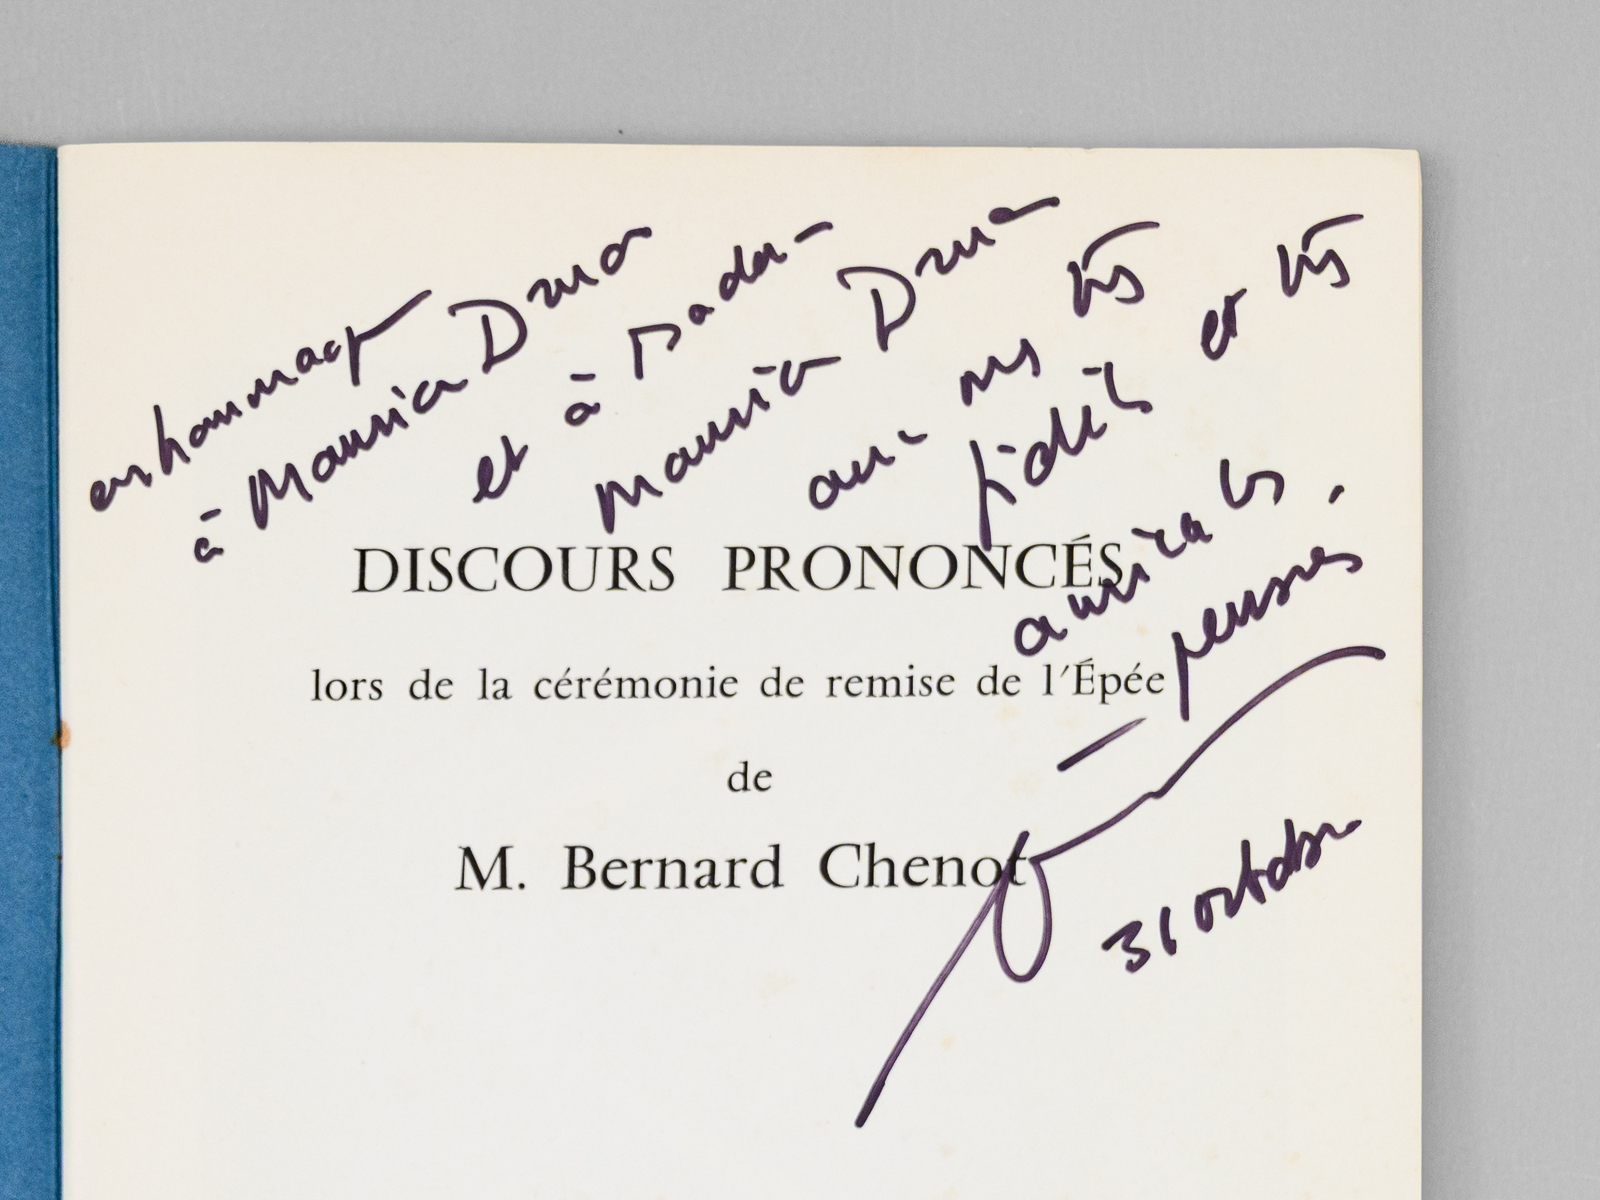 en hommage
à Maurice Druon
et à Madame
Maurice Druon
avec mes très
fidèles et très
amicales
pensées.
DISCOURS PRONONCÉS
lors de la cérémonie de remise de l'Épée
de
M. Bernard Chenot
31 octobre